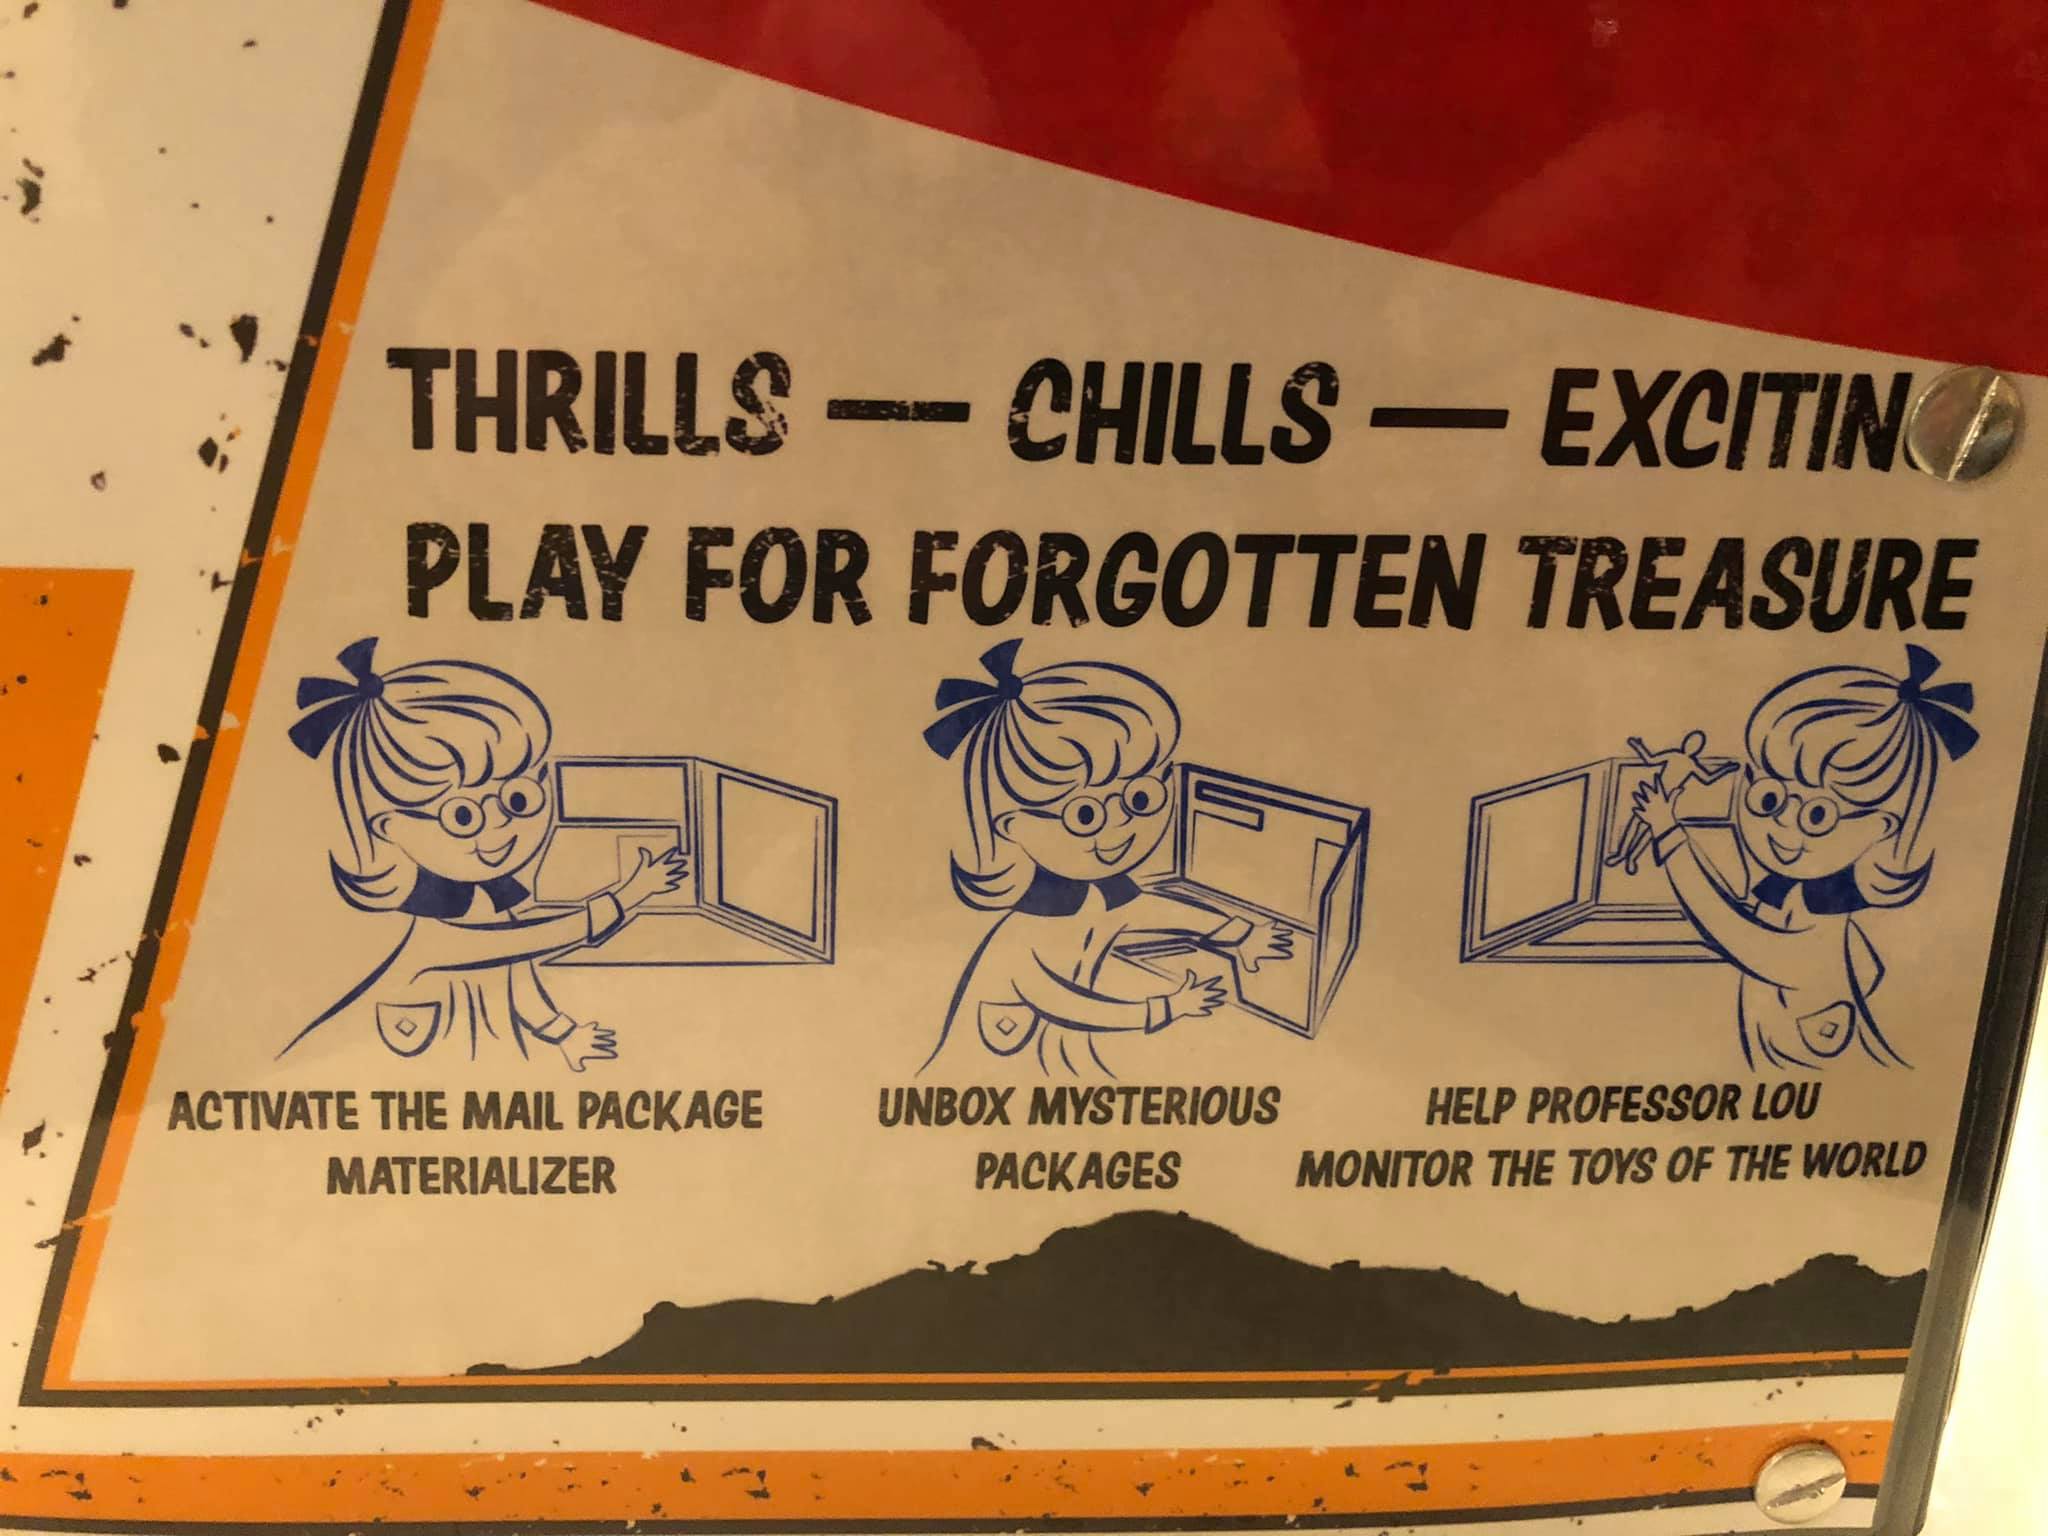 THRILLS — CHILLS — EXCITING
PLAY FOR FORGOTTEN TREASURE
ACTIVATE THE MAIL PACKAGE
MATERIALIZER
UNBOX MYSTERIOUS
PACKAGES
HELP PROFESSOR LOU
MONITOR THE TOYS OF THE WORLD